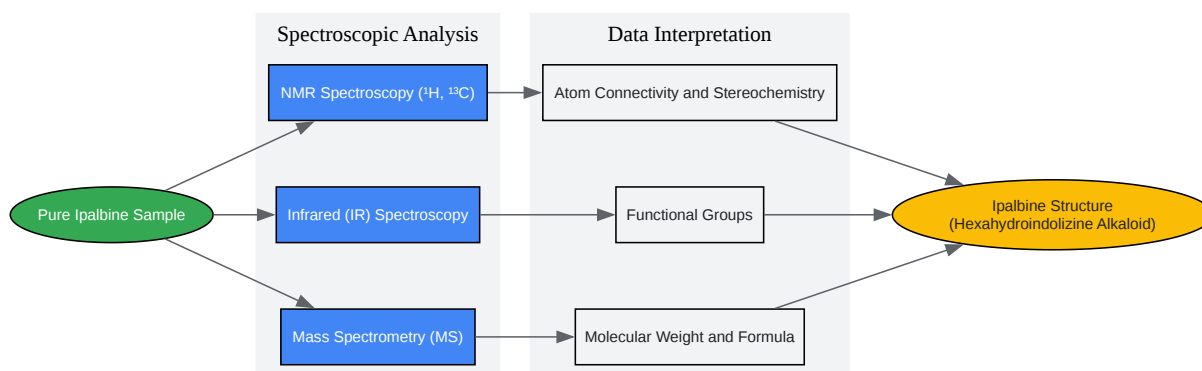 Spectroscopic Analysis
Data Interpretation
NMR Spectroscopy (¹H, ¹³C)
Atom Connectivity and Stereochemistry
Pure Ipalbine Sample
Infrared (IR) Spectroscopy
Functional Groups
Ipalbine Structure
(Hexahydroindolizine Alkaloid)
Mass Spectrometry (MS)
Molecular Weight and Formula